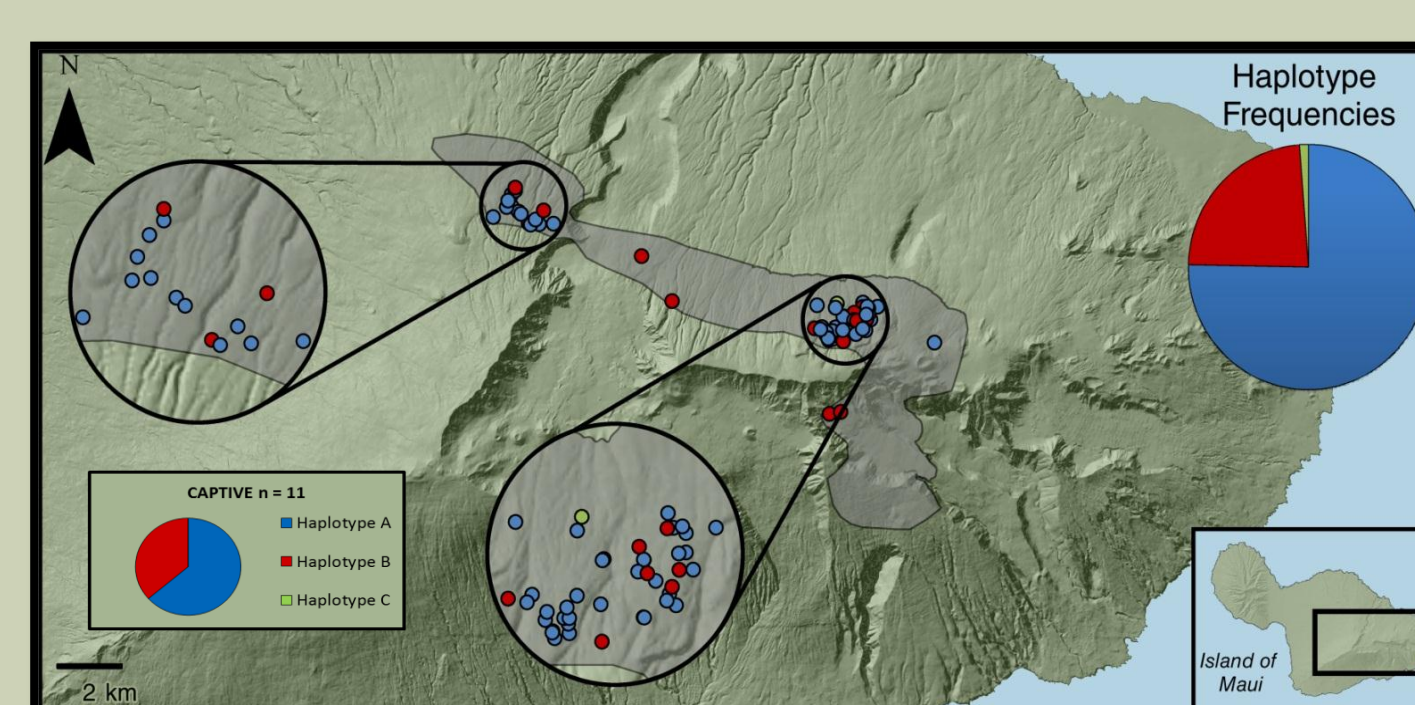 N
Haplotype
Frequencies
CAPTIVE n = 11
Haplotype A
Haplotype B
Haplotype C
2 km
Island of
Maui